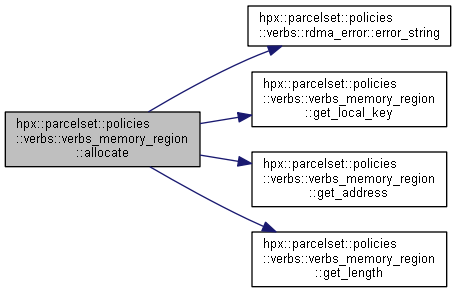 hpx::parcelset::policies
::verbs::rdma_error::error_string
hpx::parcelset::policies
::verbs::verbs_memory_region
::get_local_key
hpx::parcelset::policies
::verbs::verbs_memory_region
::allocate
hpx::parcelset::policies
::verbs::verbs_memory_region
::get_address
hpx::parcelset::policies
::verbs::verbs_memory_region
::get_length